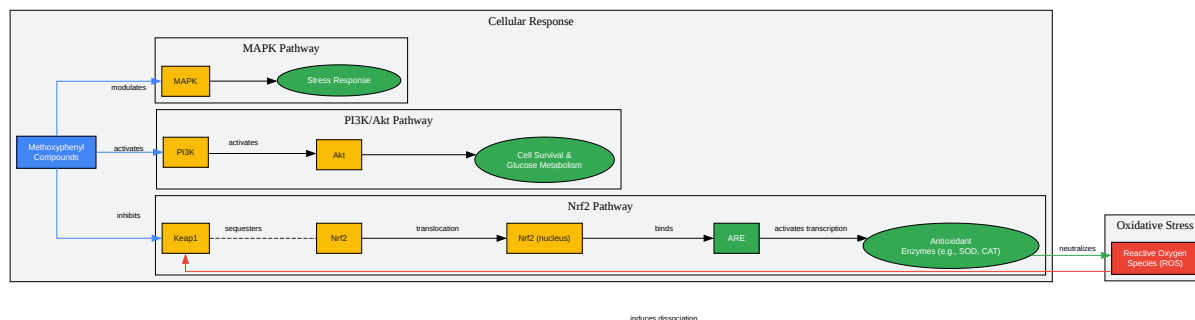 Cellular Response
MAPK Pathway
MAPK
Stress Response
modulates
PI3K/Akt Pathway
Methoxyphenyl
Compounds
activates
PI3K
activates
Akt
Cell Survival &
Glucose Metabolism
Nrf2 Pathway
inhibits
Keap1
sequesters
Nrf2
translocation
Nrf2 (nucleus)
binds
ARE
activates transcription
Antioxidant
Enzymes (e.g., SOD, CAT)
neutralizes
Oxidative Stress
Reactive Oxygen
Species (ROS)
induces dissociation